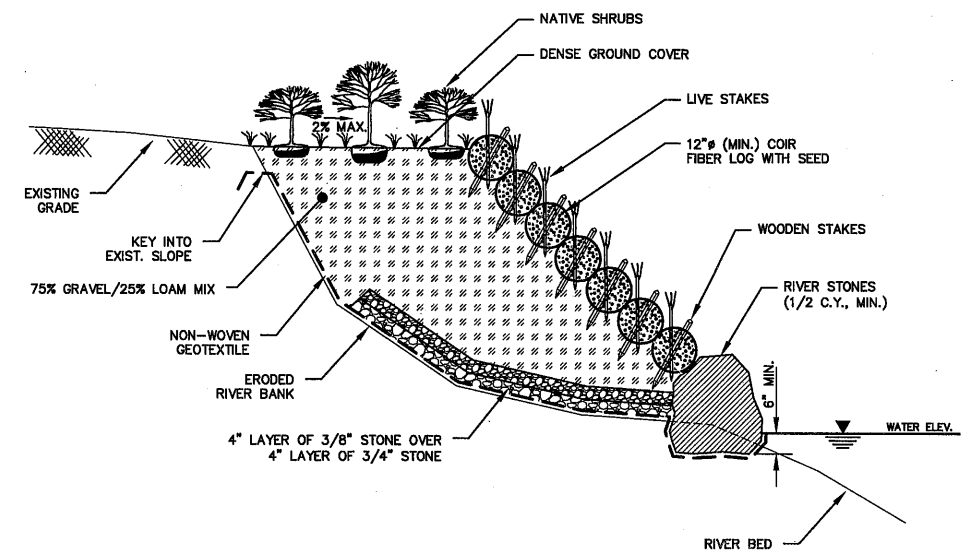 NATIVE SHRUBS
DENSE GROUND COVER
2% MAX.
LIVE STAKES
12"ø (MIN.) COIR
FIBER LOG WITH SEED
EXISTING
GRADE
KEY INTO
EXIST. SLOPE
WOODEN STAKES
75% GRAVEL/25% LOAM MIX
RIVER STONES
(1/2 C.Y., MIN.)
NON-WOVEN
GEOTEXTILE
ERODED
RIVER BANK
6" MIN.
WATER ELEV.
4" LAYER OF 3/8" STONE OVER
4" LAYER OF 3/4" STONE
RIVER BED